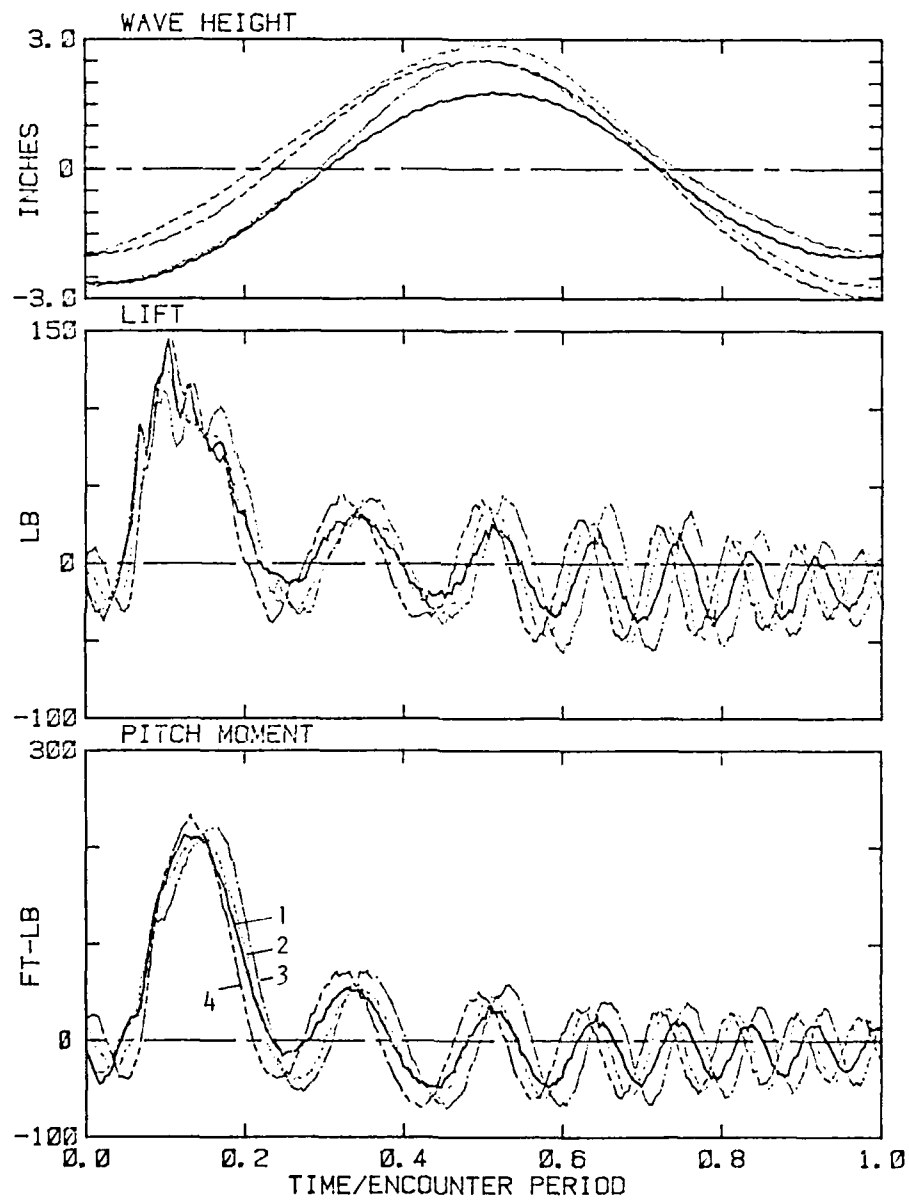 WAVE HEIGHT
3.0
INCHES
0
-3.0
LIFT
150
LB
0
-100
PITCH MOMENT
300
FT-LB
1
2
3
4
0
-100
0.0 0.2 0.4 0.6 0.8 1.0
TIME/ENCOUNTER PERIOD